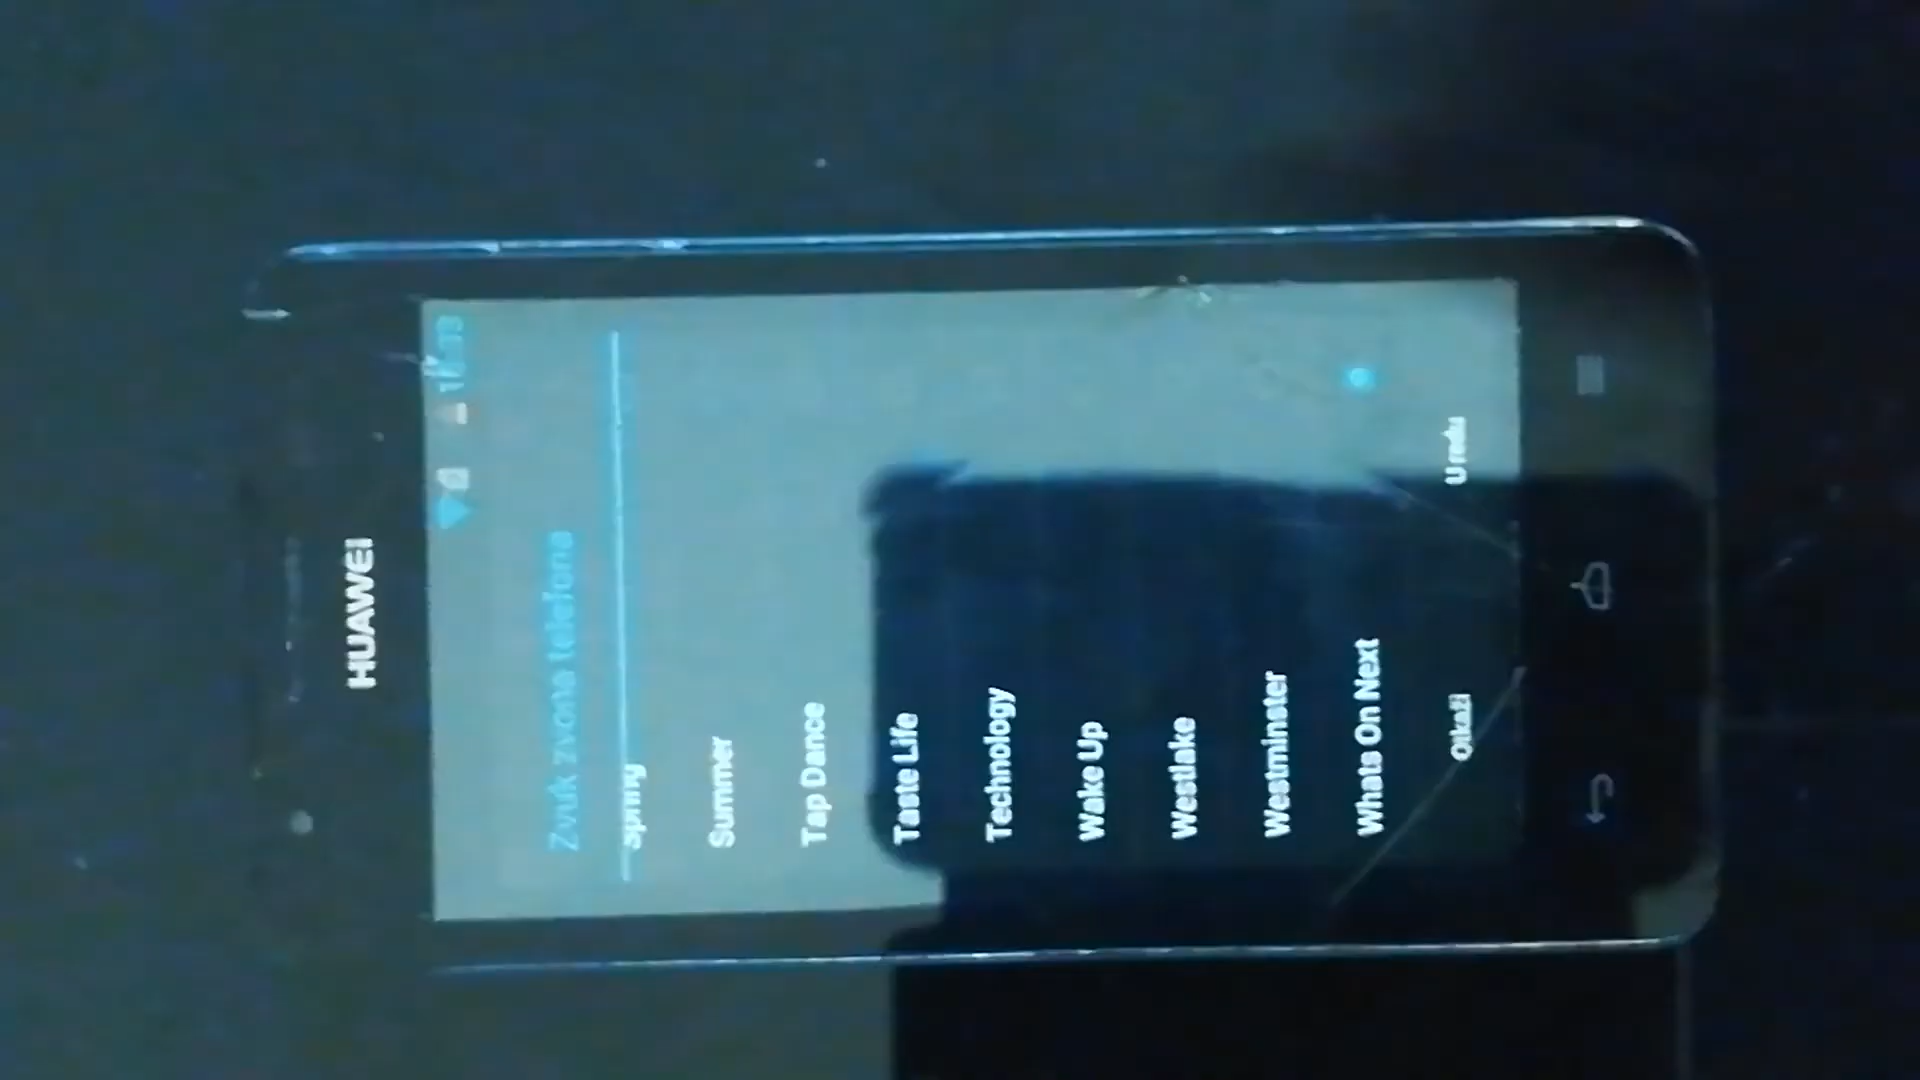 HUAWEI
Zvuk zvona telefona
Spring
Summer
Tap Dance
Taste Life
Technology
Wake Up
Westlake
Westminster
Whats On Next
Otkaži
U redu